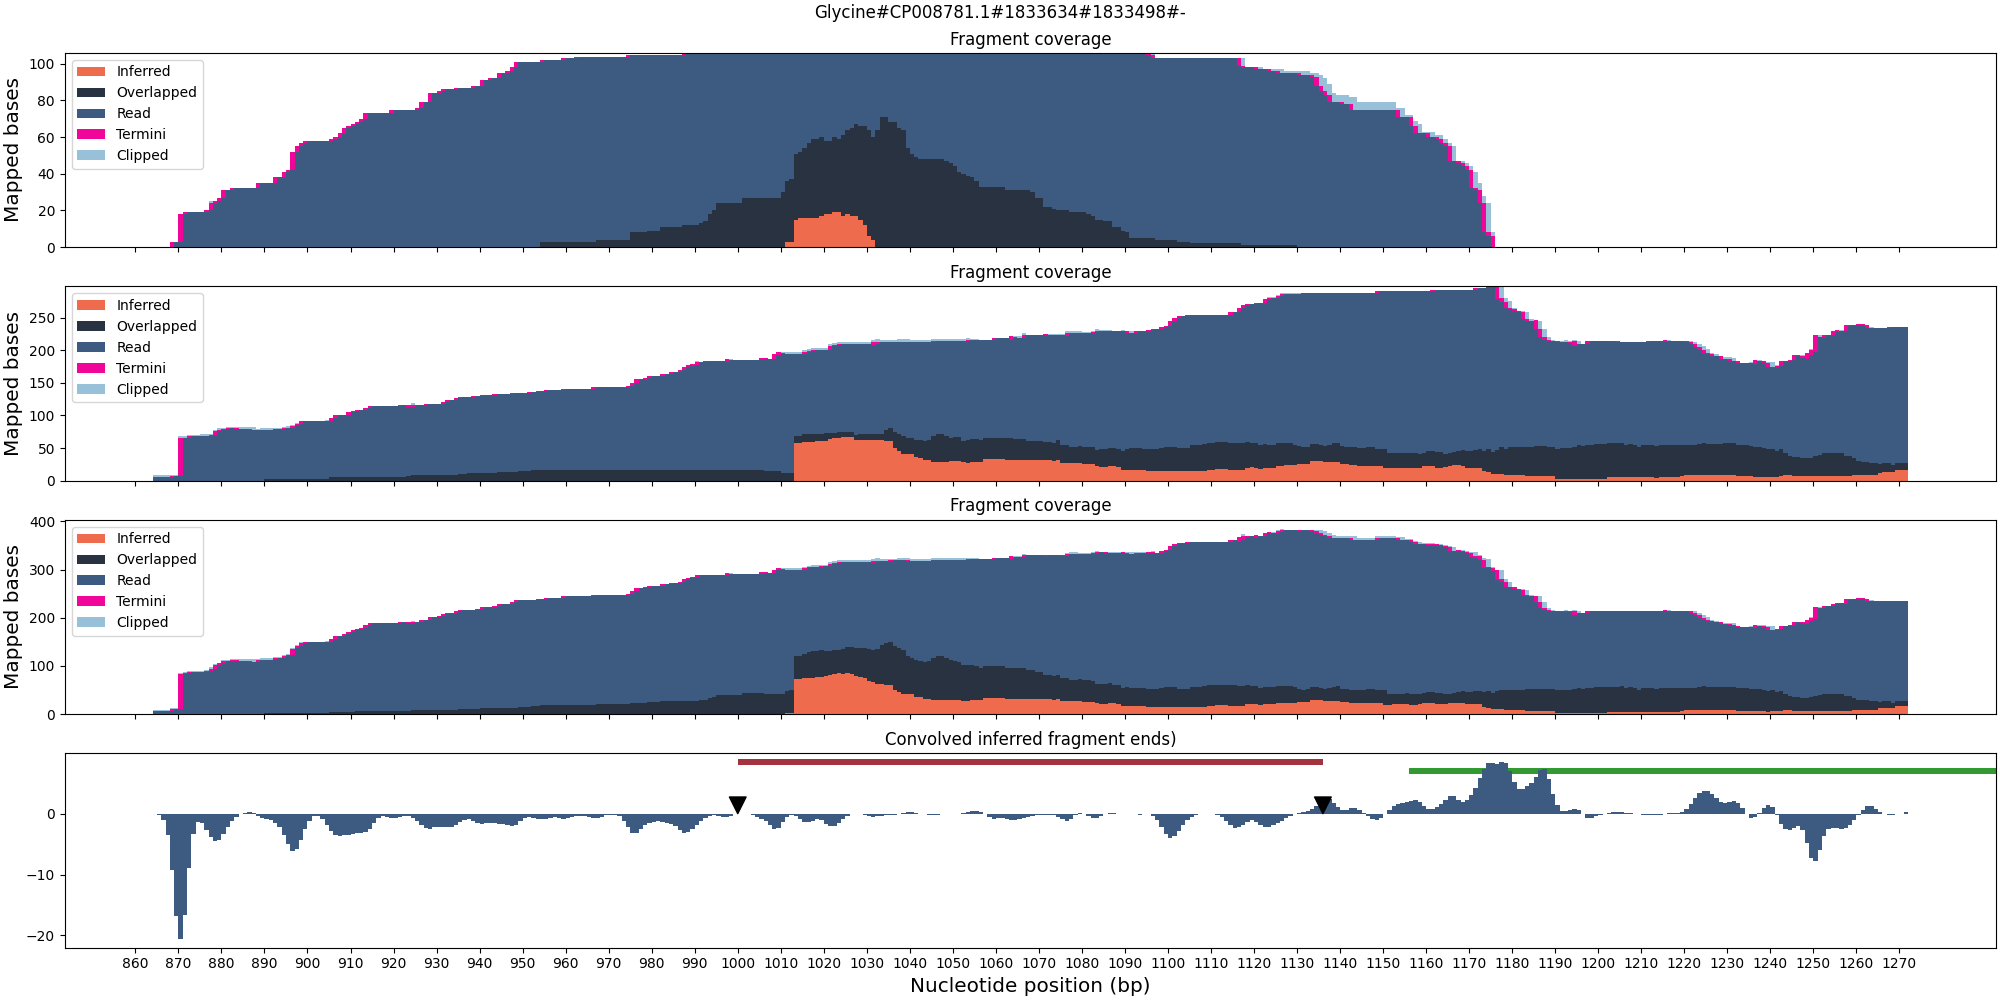 Glycine#CP008781.1#1833634#1833498#-
Fragment coverage
Mapped bases
100
80
60
40
20
0
Inferred
Overlapped
Read
Termini
Clipped
Fragment coverage
Mapped bases
250
200
150
100
50
0
Inferred
Overlapped
Read
Termini
Clipped
Fragment coverage
Mapped bases
400
300
200
100
0
Inferred
Overlapped
Read
Termini
Clipped
Convolved inferred fragment ends)
0
−10
−20
860 870 880 890 900 910 920 930 940 950 960 970 980 990 1000 1010 1020 1030 1040 1050 1060 1070 1080 1090 1100 1110 1120 1130 1140 1150 1160 1170 1180 1190 1200 1210 1220 1230 1240 1250 1260 1270
Nucleotide position (bp)